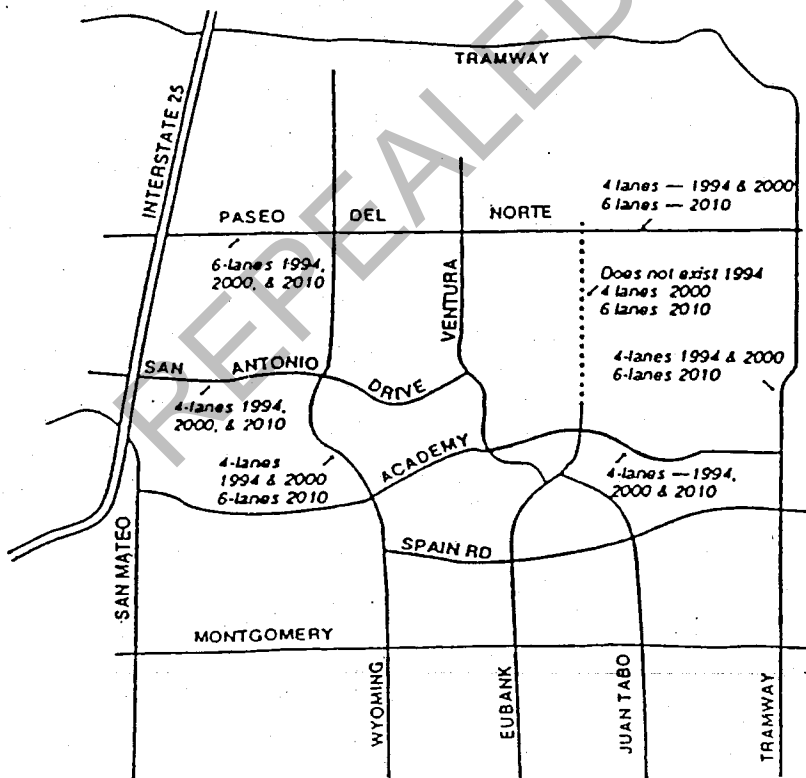 REPEALED
TRAMWAY
INTERSTATE 25
4 lanes — 1994 & 2000
6 lanes — 2010
PASEO DEL NORTE
6-lanes 1994,
2000, & 2010
VENTURA
Does not exist 1994
4 lanes 2000
6 lanes 2010
4-lanes 1994 & 2000
6-lanes 2010
SAN ANTONIO DRIVE
4-lanes 1994,
2000, & 2010
4-lanes
1994 & 2000
6-lanes 2010
ACADEMY
4-lanes — 1994,
2000 & 2010
SPAIN RD
SAN MATEO
MONTGOMERY
WYOMING
EUBANK
JUAN TABO
TRAMWAY